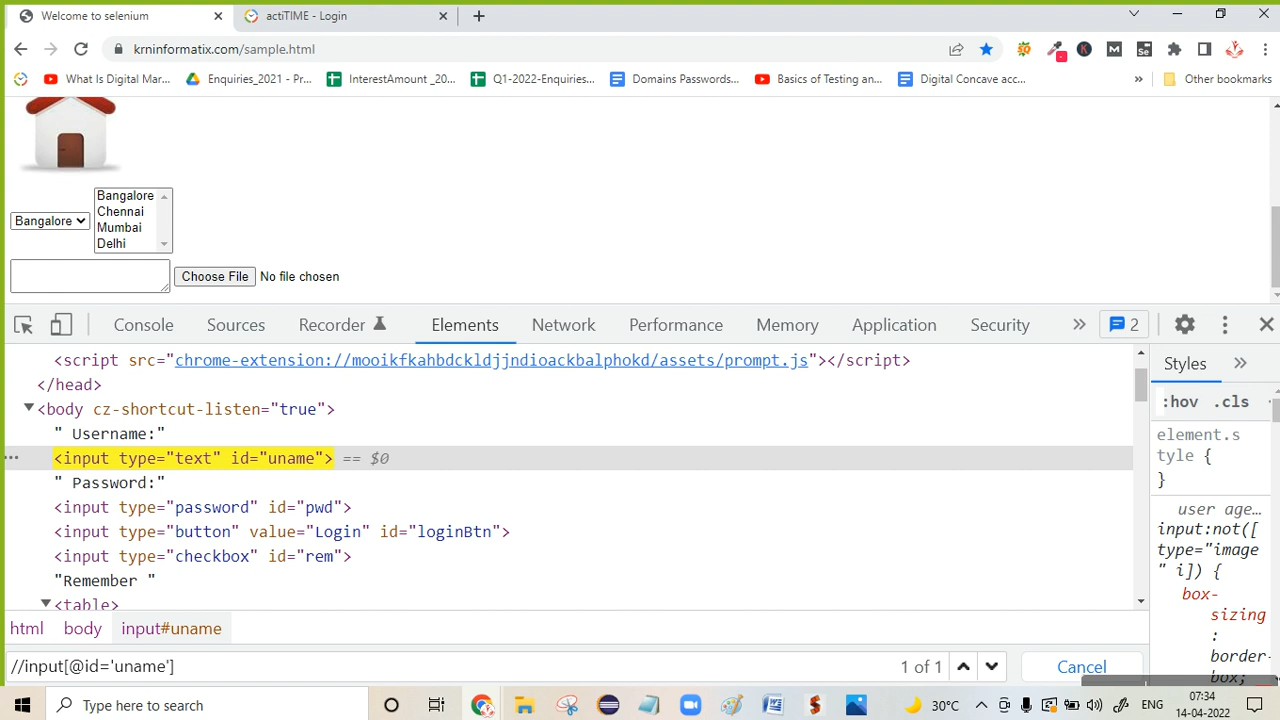 Welcome to selenium
actiTIME - Login
krninformatix.com/sample.html
What Is Digital Mar...
Enquiries_2021 - Pr...
InterestAmount _20...
Q1-2022-Enquiries...
Domains Passwords...
Basics of Testing an...
Digital Concave acc...
»
Other bookmarks
Bangalore
Bangalore
Chennai
Mumbai
Delhi
Choose File No file chosen
Console Sources Recorder Elements Network Performance Memory Application Security » 2
<script src="chrome-extension://mooikfkahbdckldjjndioackbalphokd/assets/prompt.js"></script>
</head>
<body cz-shortcut-listen="true">
" Username:"
<input type="text" id="uname"> == $0
" Password:"
<input type="password" id="pwd">
<input type="button" value="Login" id="loginBtn">
<input type="checkbox" id="rem">
"Remember "
<table>
Styles »
:hov .cls
element.s
tyle {
}
user age...
input:not([
type="image
" i]) {
box-
sizing
:
border-
box;
html body input#uname
//input[@id='uname']
1 of 1
Cancel
Type here to search
30°C
ENG
07:34
14-04-2022